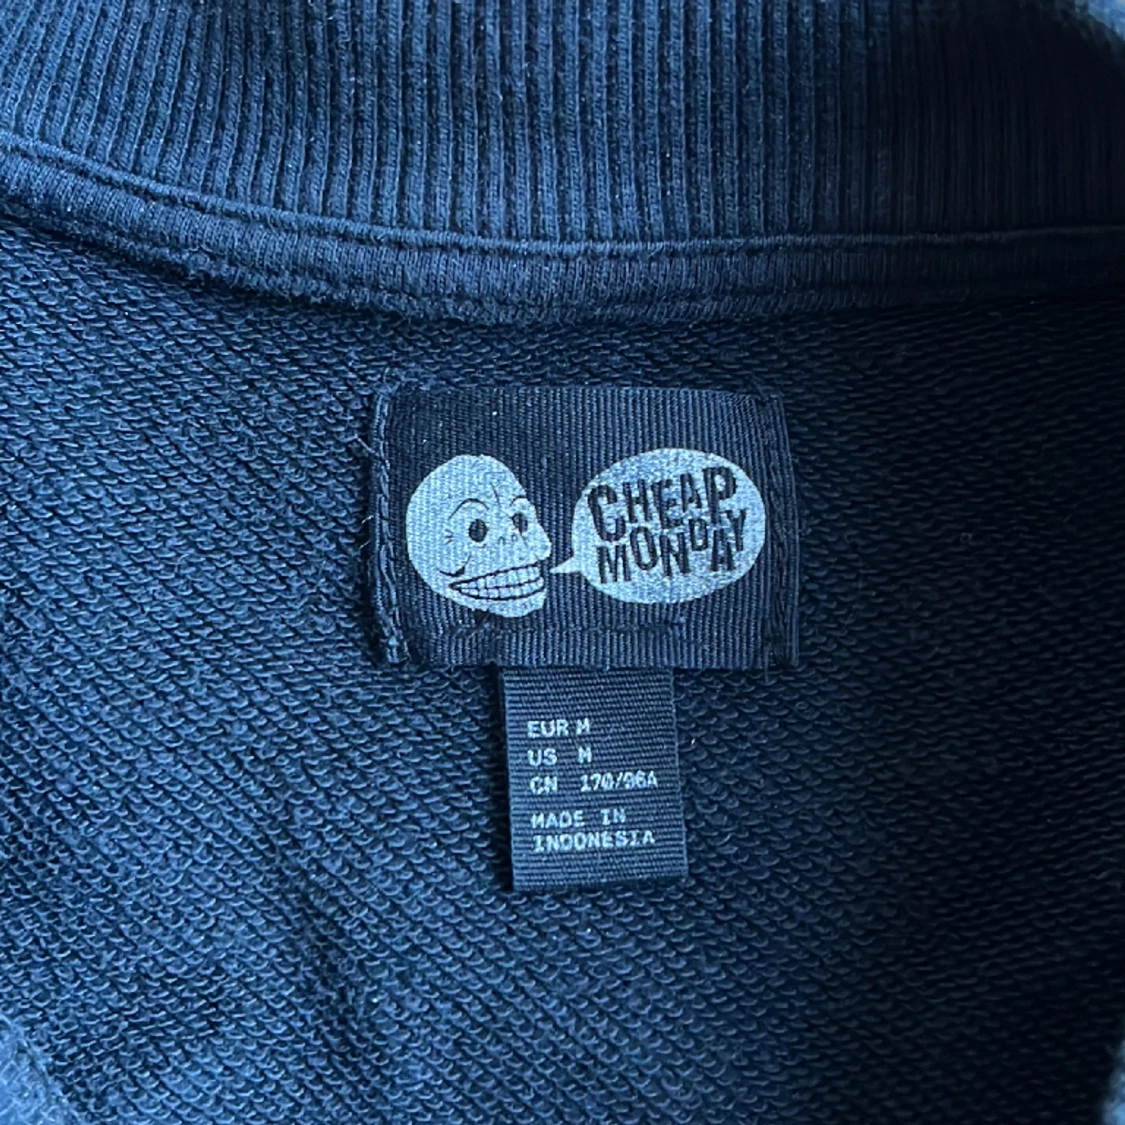 CHEAP
MONDAY
EUR M
US M
CN 170/96A
MADE IN
INDONESIA